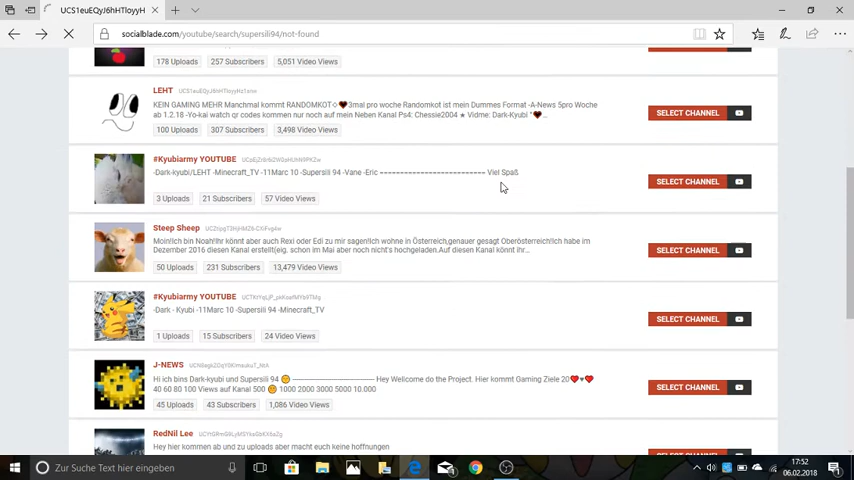 UCS1euEQyJ6hHTloyyH
socialblade.com/youtube/search/supersili94/not-found
178 Uploads 257 Subscribers 5,051 Video Views
LEHT
KEIN GAMING MEHR Manchmal kommt RANDOMKOT◇🖤3mal pro woche Randomkot ist mein Dummes Format -A-News 5pro Woche
ab 1.2.18 -Yo-kai watch qr codes kommen nur noch auf mein Neben Kanal Ps4: Chessie2004 ★ Vidme: Dark-Kyubi *🖤...
SELECT CHANNEL
100 Uploads 307 Subscribers 3,498 Video Views
#Kyubiarmy YOUTUBE
-Dark-kyubi/LEHT -Minecraft_TV -11Marc 10 -Supersili 94 -Vane -Eric ~~~~~~~~~~~~~~~~~~~~~~~~~~ Viel Spaß
SELECT CHANNEL
3 Uploads 21 Subscribers 57 Video Views
Steep Sheep
Moin!Ich bin Noah!Ihr könnt aber auch Rexi oder Edi zu mir sagen!Ich wohne in Österreich,genauer gesagt Oberösterreich!Ich habe im
Dezember 2016 diesen Kanal erstellt(eig. schon im Mai aber noch nicht's hochgeladen.Auf diesen Kanal könnt ihr...
SELECT CHANNEL
50 Uploads 231 Subscribers 13,479 Video Views
#Kyubiarmy YOUTUBE
-Dark - Kyubi -11Marc 10 -Supersili 94 -Minecraft_TV
SELECT CHANNEL
1 Uploads 15 Subscribers 24 Video Views
J-NEWS
Hi ich bins Dark-kyubi und Supersili 94 😳 ------------------------------ Hey Wellcome do the Project. Hier kommt Gaming Ziele 20❤♥❤
40 60 80 100 Views auf Kanal 500 😳 1000 2000 3000 5000 10.000
SELECT CHANNEL
45 Uploads 43 Subscribers 1,086 Video Views
RedNil Lee
Hey hier kommen ab und zu uploads aber macht euch keine hoffnungen
Zur Suche Text hier eingeben
17:52
06.02.2018